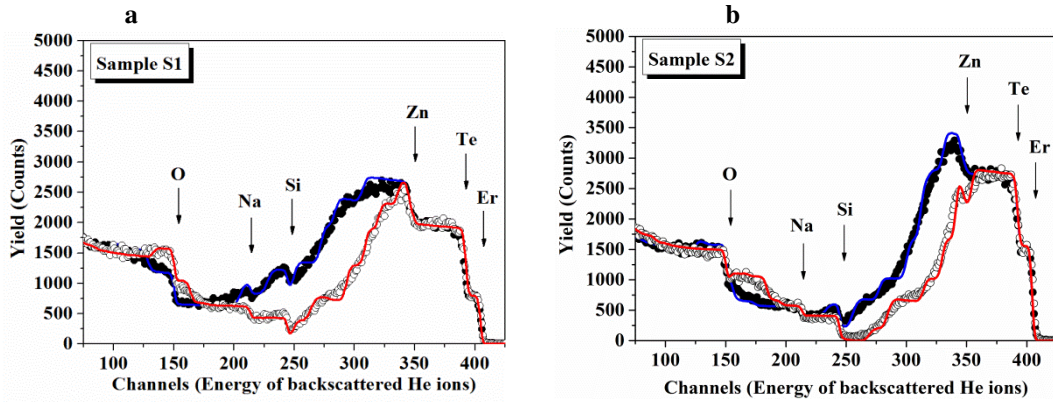 a
5000
4500
4000
3500
3000
2500
2000
1500
1000
500
0
Yield (Counts)
Sample S1
O
Na
Si
Zn
Te
Er
100 150 200 250 300 350 400
Channels (Energy of backscattered He ions)
b
5000
4500
4000
3500
3000
2500
2000
1500
1000
500
0
Yield (Counts)
Sample S2
O
Na
Si
Zn
Te
Er
100 150 200 250 300 350 400
Channels (Energy of backscattered He ions)